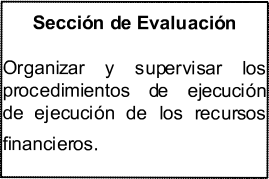 Sección de Evaluación
Organizar y supervisar los
procedimientos de ejecución
de ejecución de los recursos
financieros.